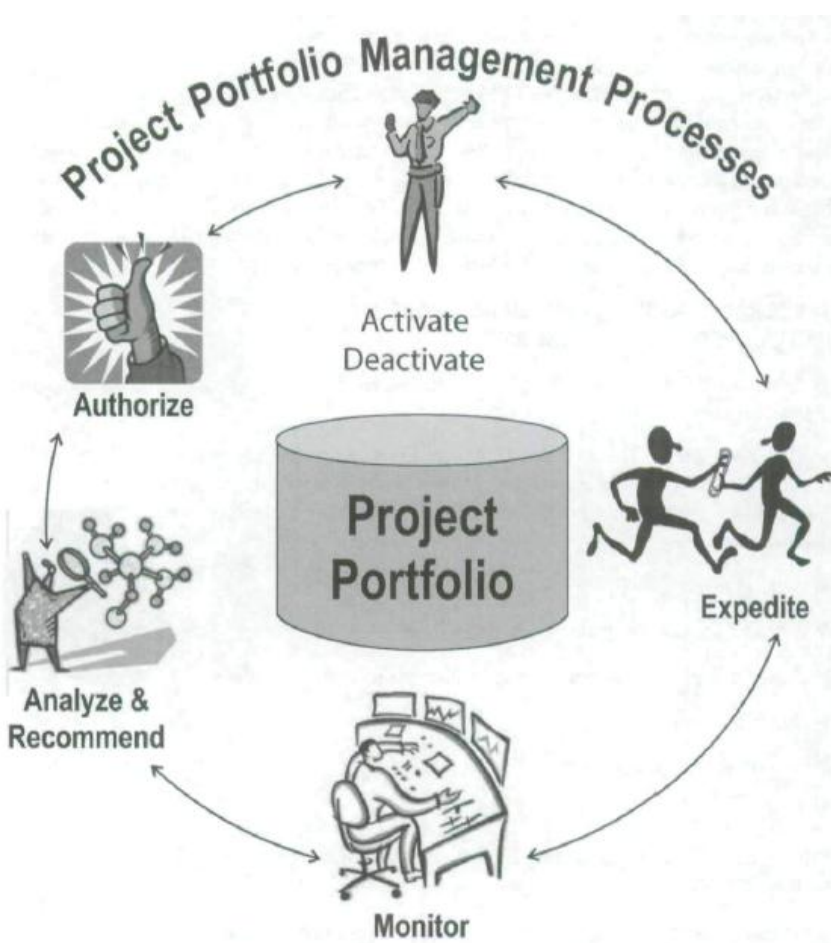 Project Portfolio Management Processes
Activate
Deactivate
Authorize
Project
Portfolio
Expedite
Analyze &
Recommend
Monitor